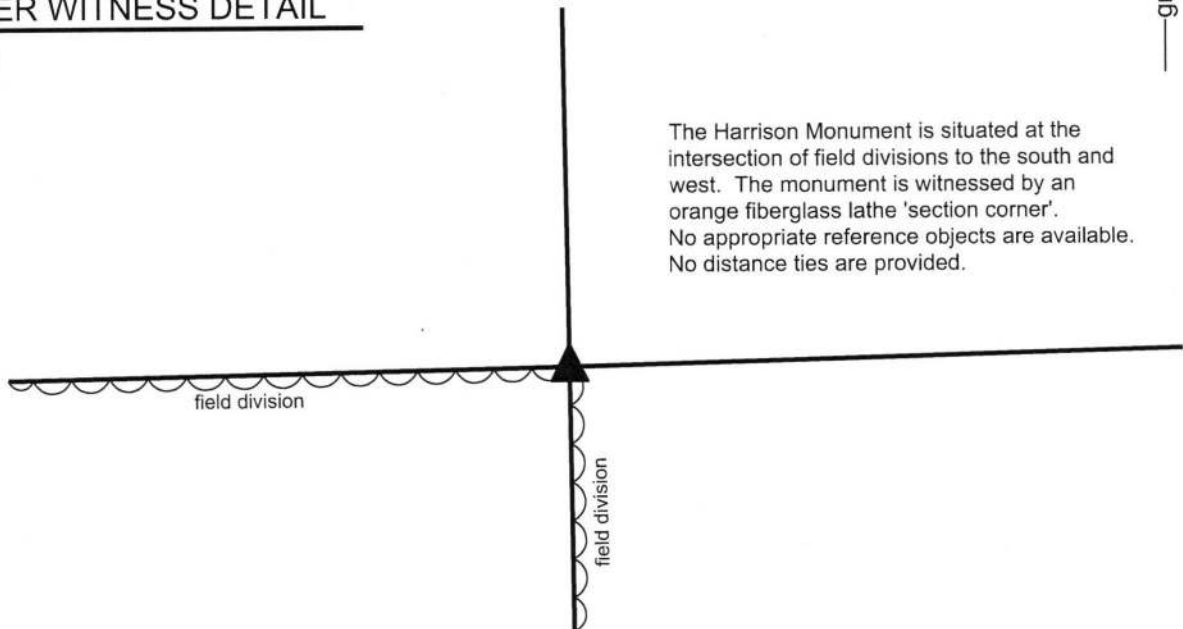 ER WITNESS DETAIL
The Harrison Monument is situated at the
intersection of field divisions to the south and
west. The monument is witnessed by an
orange fiberglass lathe 'section corner'.
No appropriate reference objects are available.
No distance ties are provided.
field division
field division